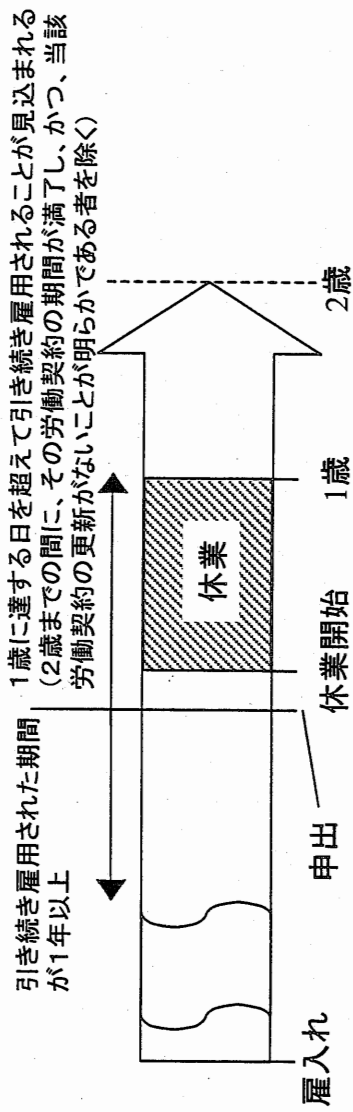 引き続き雇用された期間
が1年以上
1歳に達する日を超えて引き続き雇用されることが見込まれる
(2歳までの間に、その労働契約の期間が満了し、かつ、当該
労働契約の更新がないことが明らかである者を除く)
休業
雇入れ
申出
休業開始
1歳
2歳